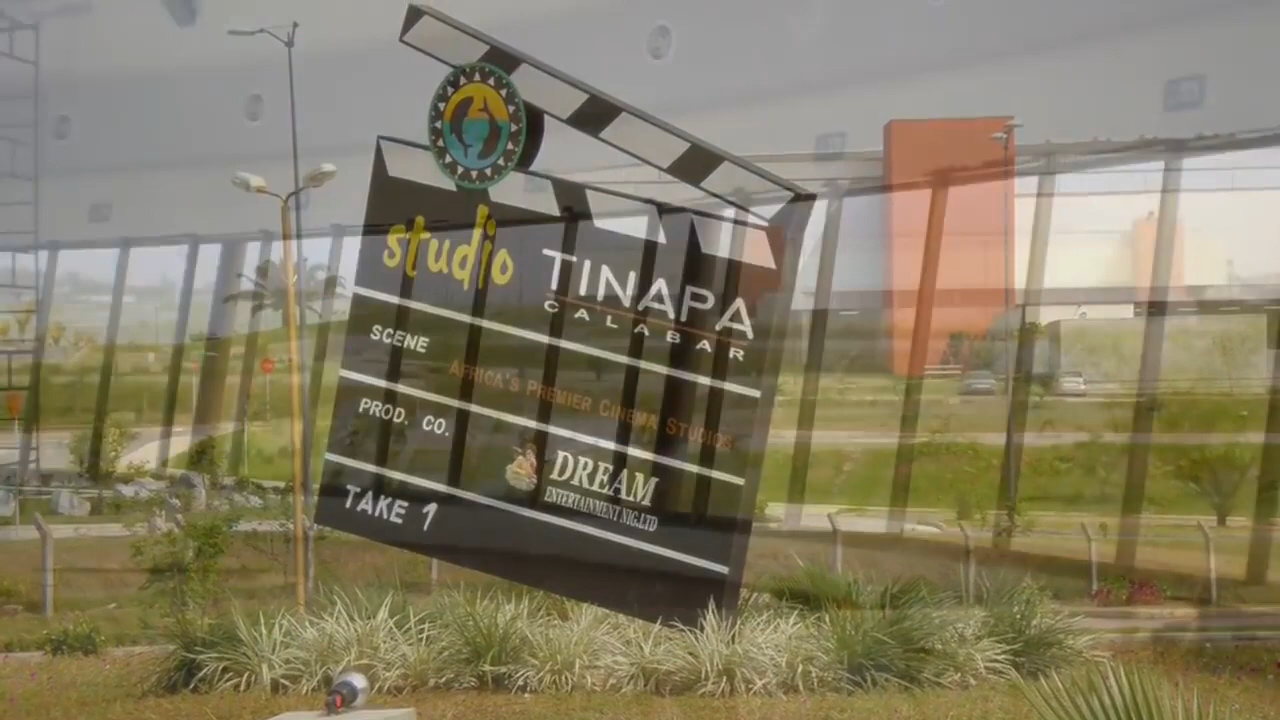 studio
TINAPA
CALABAR
SCENE
AFRICA'S PREMIER CINEMA STUDIOS
PROD. CO.
DREAM
ENTERTAINMENT NIG.LTD
TAKE 1